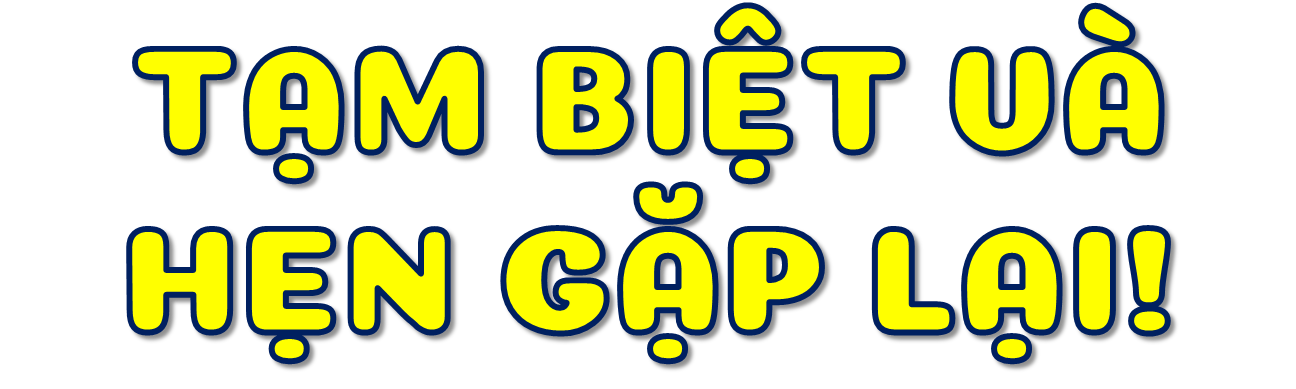 TẠM BIỆT UÀ
HẸN GẶP LẠI!